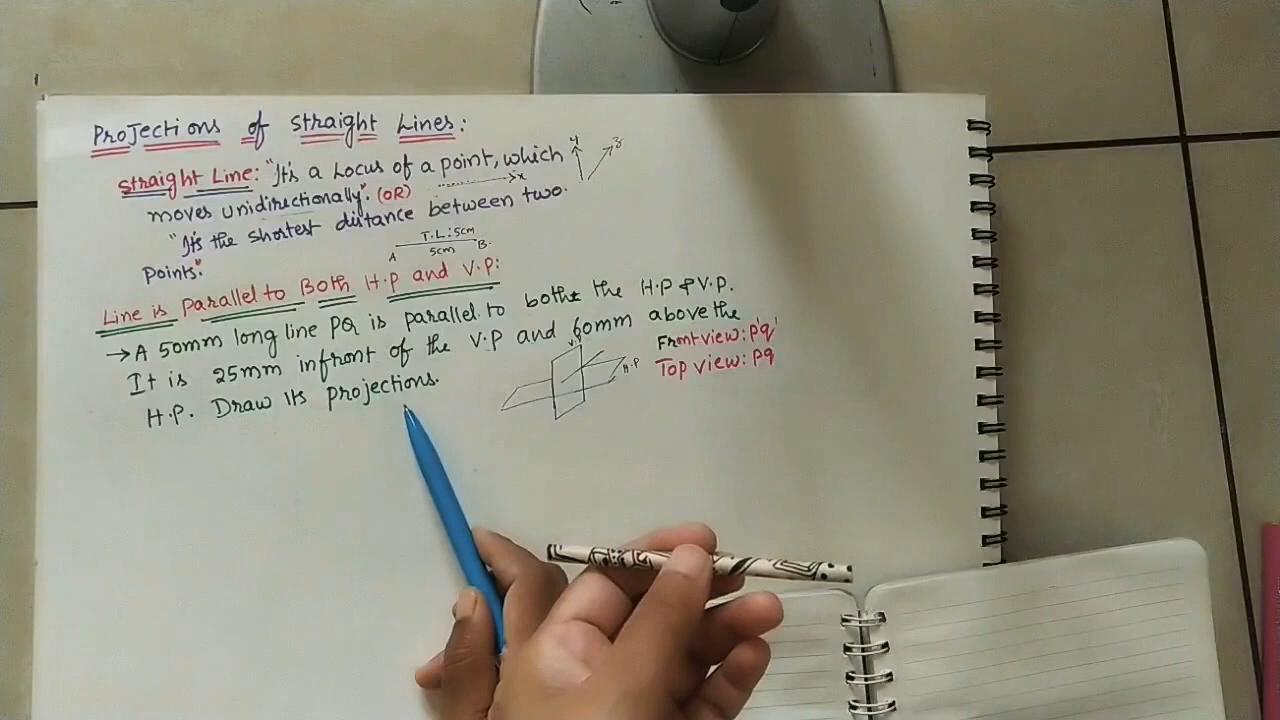 Projections of straight Lines:
straight Line: "It's a Locus of a point, which
moves unidirectionally". (OR)
x
y
z
"It's the shortest distance between two
Points."
T.L: 5cm
A 5cm B.
Line is Parallel to Both H.P and V.P:
→ A 50mm long line PQ is parallel to both the H.P & V.P.
It is 25mm infront of the V.P and 60mm above the
H.P. Draw its projections.
V.P
H.P
Front view: p'q'
Top view: pq